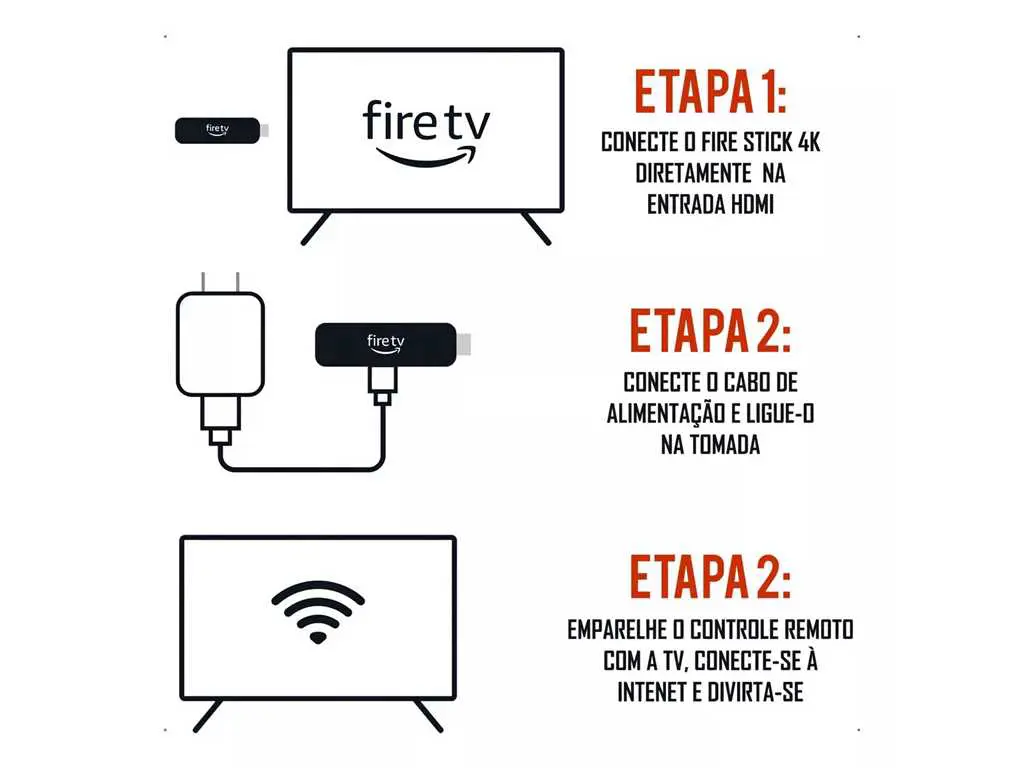 fire tv
fire tv
ETAPA 1:
CONECTE O FIRE STICK 4K
DIRETAMENTE NA
ENTRADA HDMI
fire tv
ETAPA 2:
CONECTE O CABO DE
ALIMENTAÇÃO E LIGUE-O
NA TOMADA
ETAPA 2:
EMPARELHE O CONTROLE REMOTO
COM A TV, CONECTE-SE À
INTENET E DIVIRTA-SE